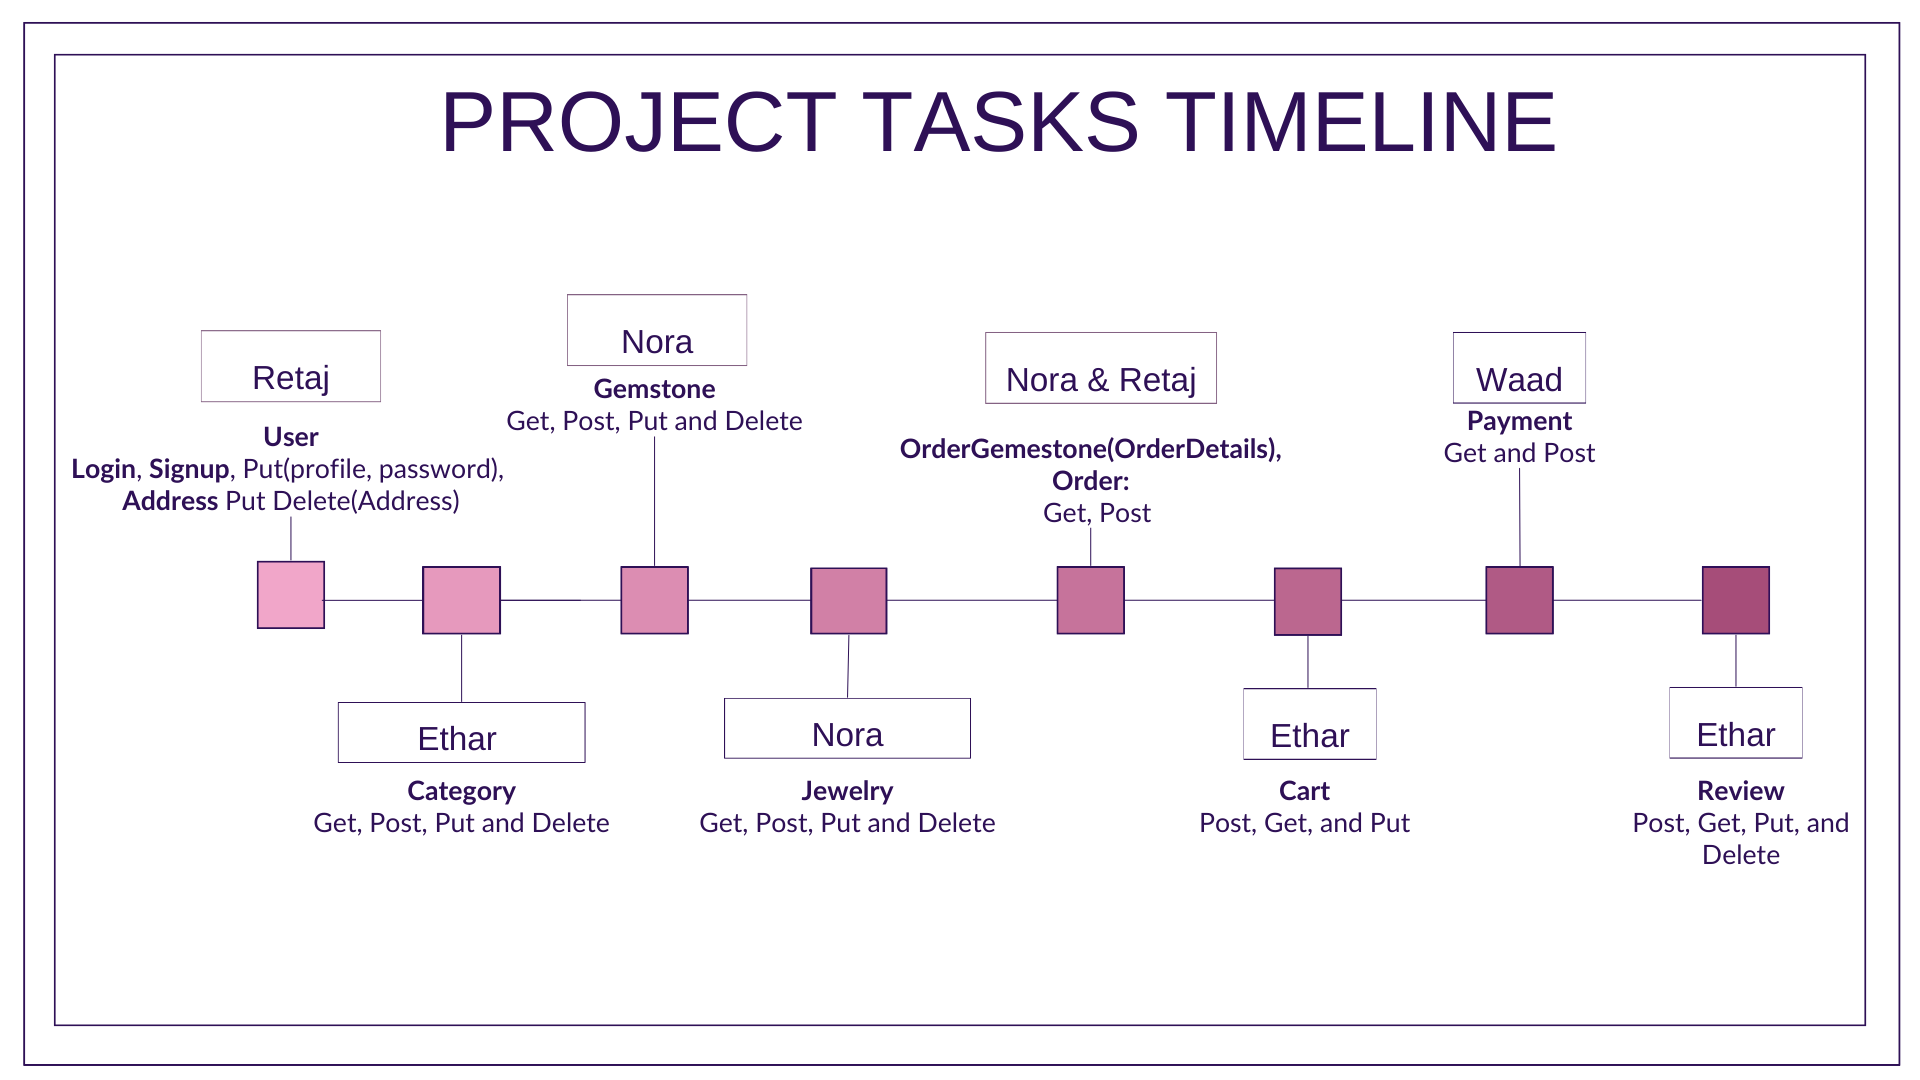 PROJECT TASKS TIMELINE
Retaj
User
Login, Signup, Put(profile, password),
Address Put Delete(Address)
Ethar
Category
Get, Post, Put and Delete
Nora
Gemstone
Get, Post, Put and Delete
Nora
Jewelry
Get, Post, Put and Delete
Nora & Retaj
OrderGemestone(OrderDetails),
Order:
Get, Post
Ethar
Cart
Post, Get, and Put
Waad
Payment
Get and Post
Ethar
Review
Post, Get, Put, and
Delete